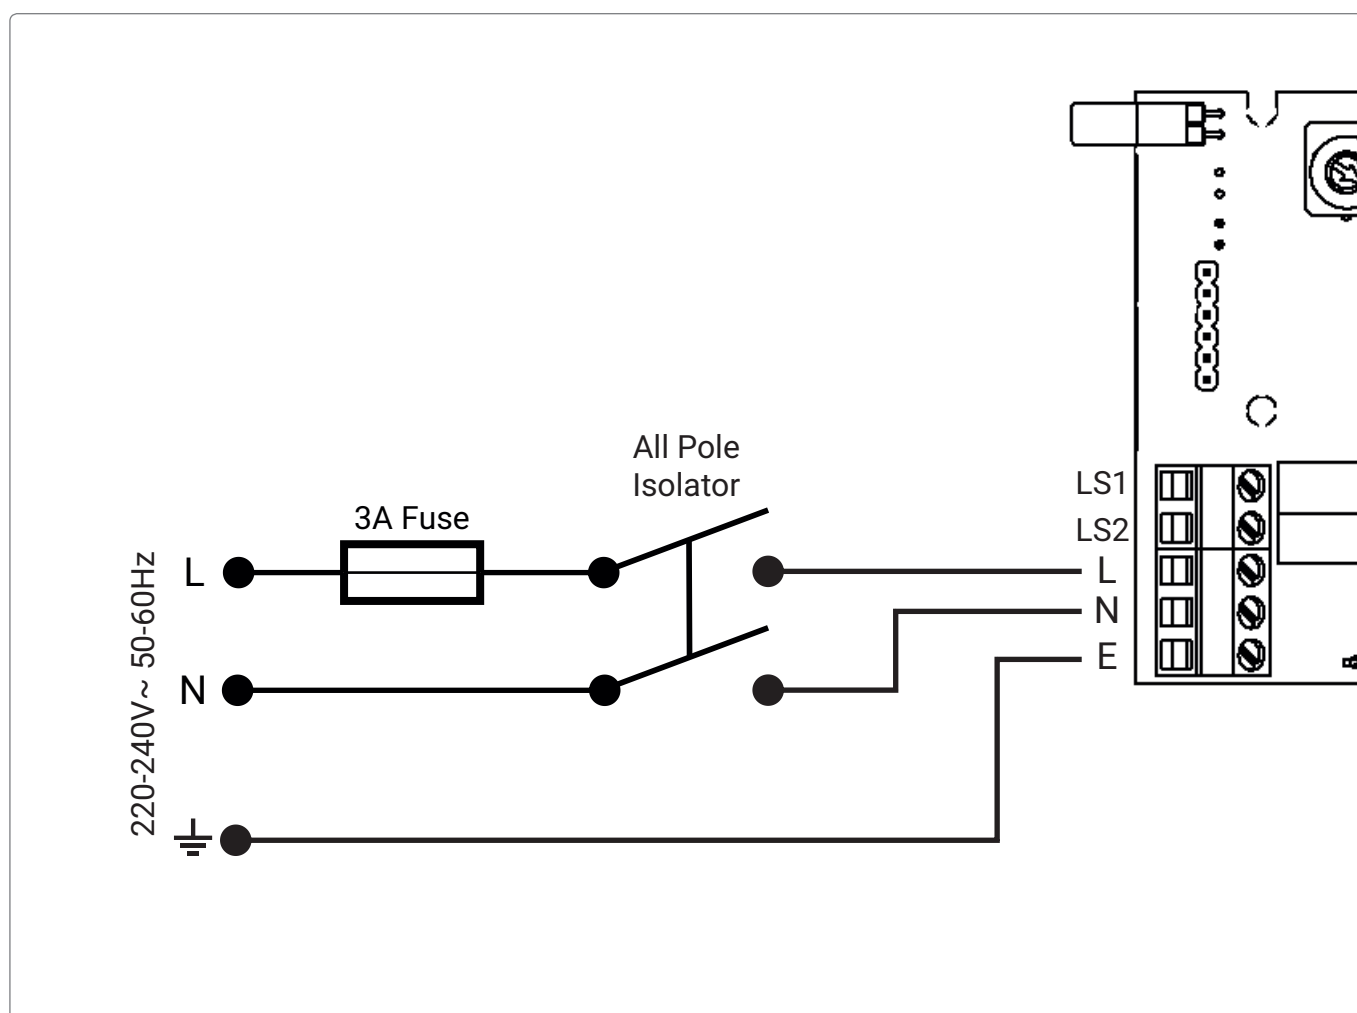 All Pole
Isolator
3A Fuse
L
N
220-240V~ 50-60Hz
LS1
LS2
L
N
E